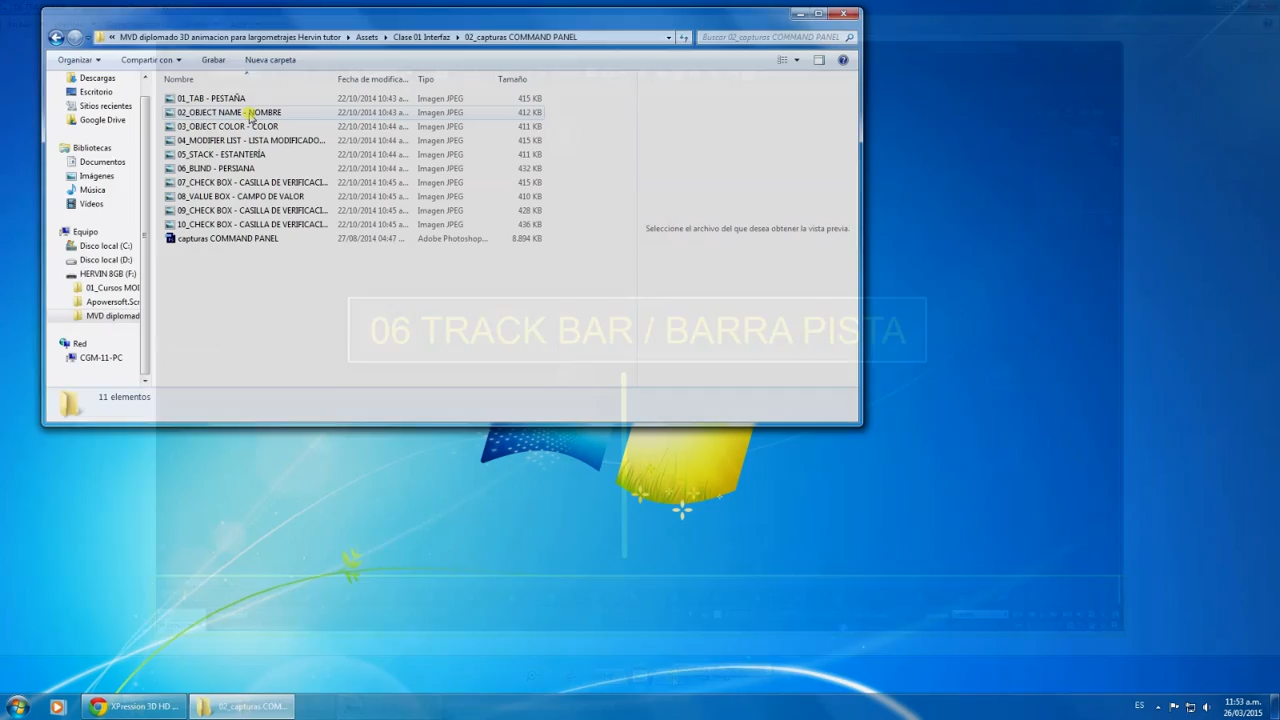 « MVD diplomado 3D animacion para largometrajes Hervin tutor ▸ Assets ▸ Clase 01 Interfaz ▸ 02_capturas COMMAND PANEL
Buscar 02_capturas COMMAND PANEL
Organizar Compartir con Grabar Nueva carpeta
Nombre Fecha de modifica... Tipo Tamaño
Descargas
Escritorio
Sitios recientes
Google Drive
Bibliotecas
Documentos
Imágenes
Música
Vídeos
Equipo
Disco local (C:)
Disco local (D:)
HERVIN 8GB (F:)
01_Cursos MOI
Apowersoft.Scr
MVD diplomad
Red
CGM-11-PC
01_TAB - PESTAÑA 22/10/2014 10:43 a... Imagen JPEG 415 KB
02_OBJECT NAME - NOMBRE 22/10/2014 10:43 a... Imagen JPEG 412 KB
03_OBJECT COLOR - COLOR 22/10/2014 10:44 a... Imagen JPEG 411 KB
04_MODIFIER LIST - LISTA MODIFICADO... 22/10/2014 10:44 a... Imagen JPEG 415 KB
05_STACK - ESTANTERÍA 22/10/2014 10:44 a... Imagen JPEG 411 KB
06_BLIND - PERSIANA 22/10/2014 10:44 a... Imagen JPEG 432 KB
07_CHECK BOX - CASILLA DE VERIFICACI... 22/10/2014 10:45 a... Imagen JPEG 415 KB
08_VALUE BOX - CAMPO DE VALOR 22/10/2014 10:45 a... Imagen JPEG 410 KB
09_CHECK BOX - CASILLA DE VERIFICACI... 22/10/2014 10:45 a... Imagen JPEG 428 KB
10_CHECK BOX - CASILLA DE VERIFICACI... 22/10/2014 10:45 a... Imagen JPEG 436 KB
capturas COMMAND PANEL 27/08/2014 04:47 ... Adobe Photoshop... 8.894 KB
Seleccione el archivo del que desea obtener la vista previa.
06 TRACK BAR / BARRA PISTA
11 elementos
XPression 3D HD ...
02_capturas COM...
ES
11:53 a.m.
26/03/2015